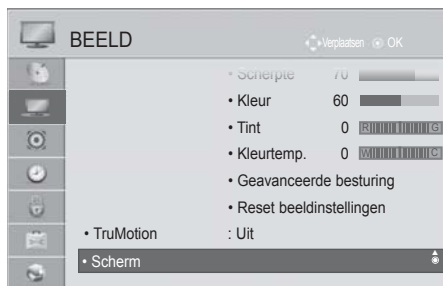 BEELD Verplaatsen OK
• Scherpte 70
• Kleur 60
• Tint 0 R G
• Kleurtemp. 0 W C
• Geavanceerde besturing
• Reset beeldinstellingen
• TruMotion : Uit
• Scherm